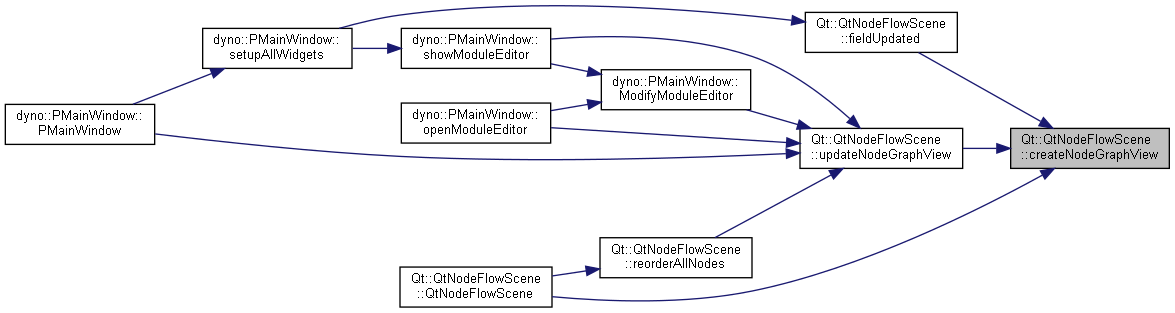 dyno::PMainWindow::
PMainWindow
dyno::PMainWindow::
setupAllWidgets
dyno::PMainWindow::
showModuleEditor
dyno::PMainWindow::
openModuleEditor
Qt::QtNodeFlowScene
::QtNodeFlowScene
dyno::PMainWindow::
ModifyModuleEditor
Qt::QtNodeFlowScene
::reorderAllNodes
Qt::QtNodeFlowScene
::fieldUpdated
Qt::QtNodeFlowScene
::updateNodeGraphView
Qt::QtNodeFlowScene
::createNodeGraphView